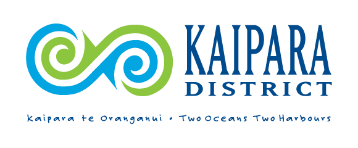 KAIPARA
DISTRICT
Kaipara te Oranganui • Two Oceans Two Harbours